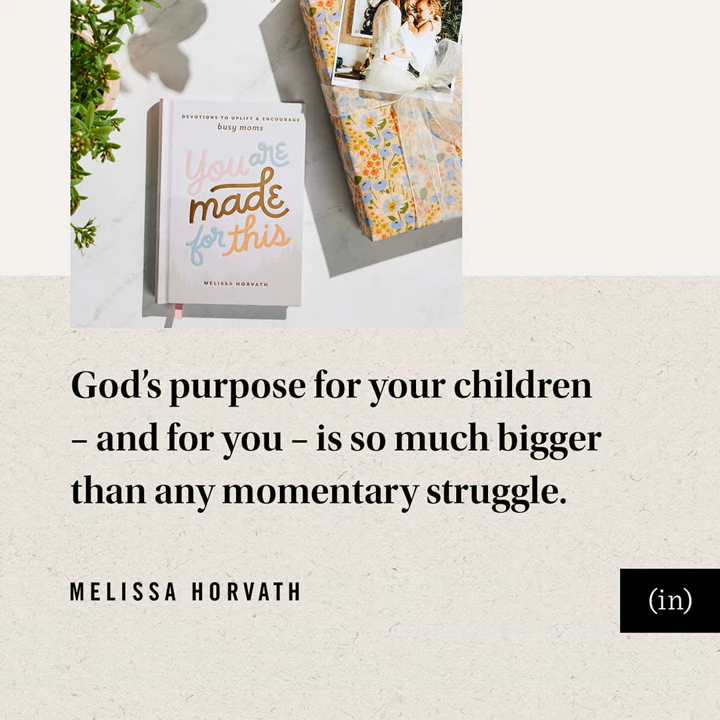 DEVOTIONS TO UPLIFT & ENCOURAGE
busy moms
You are
made
for this
MELISSA HORVATH
God’s purpose for your children
– and for you – is so much bigger
than any momentary struggle.
MELISSA HORVATH
(in)